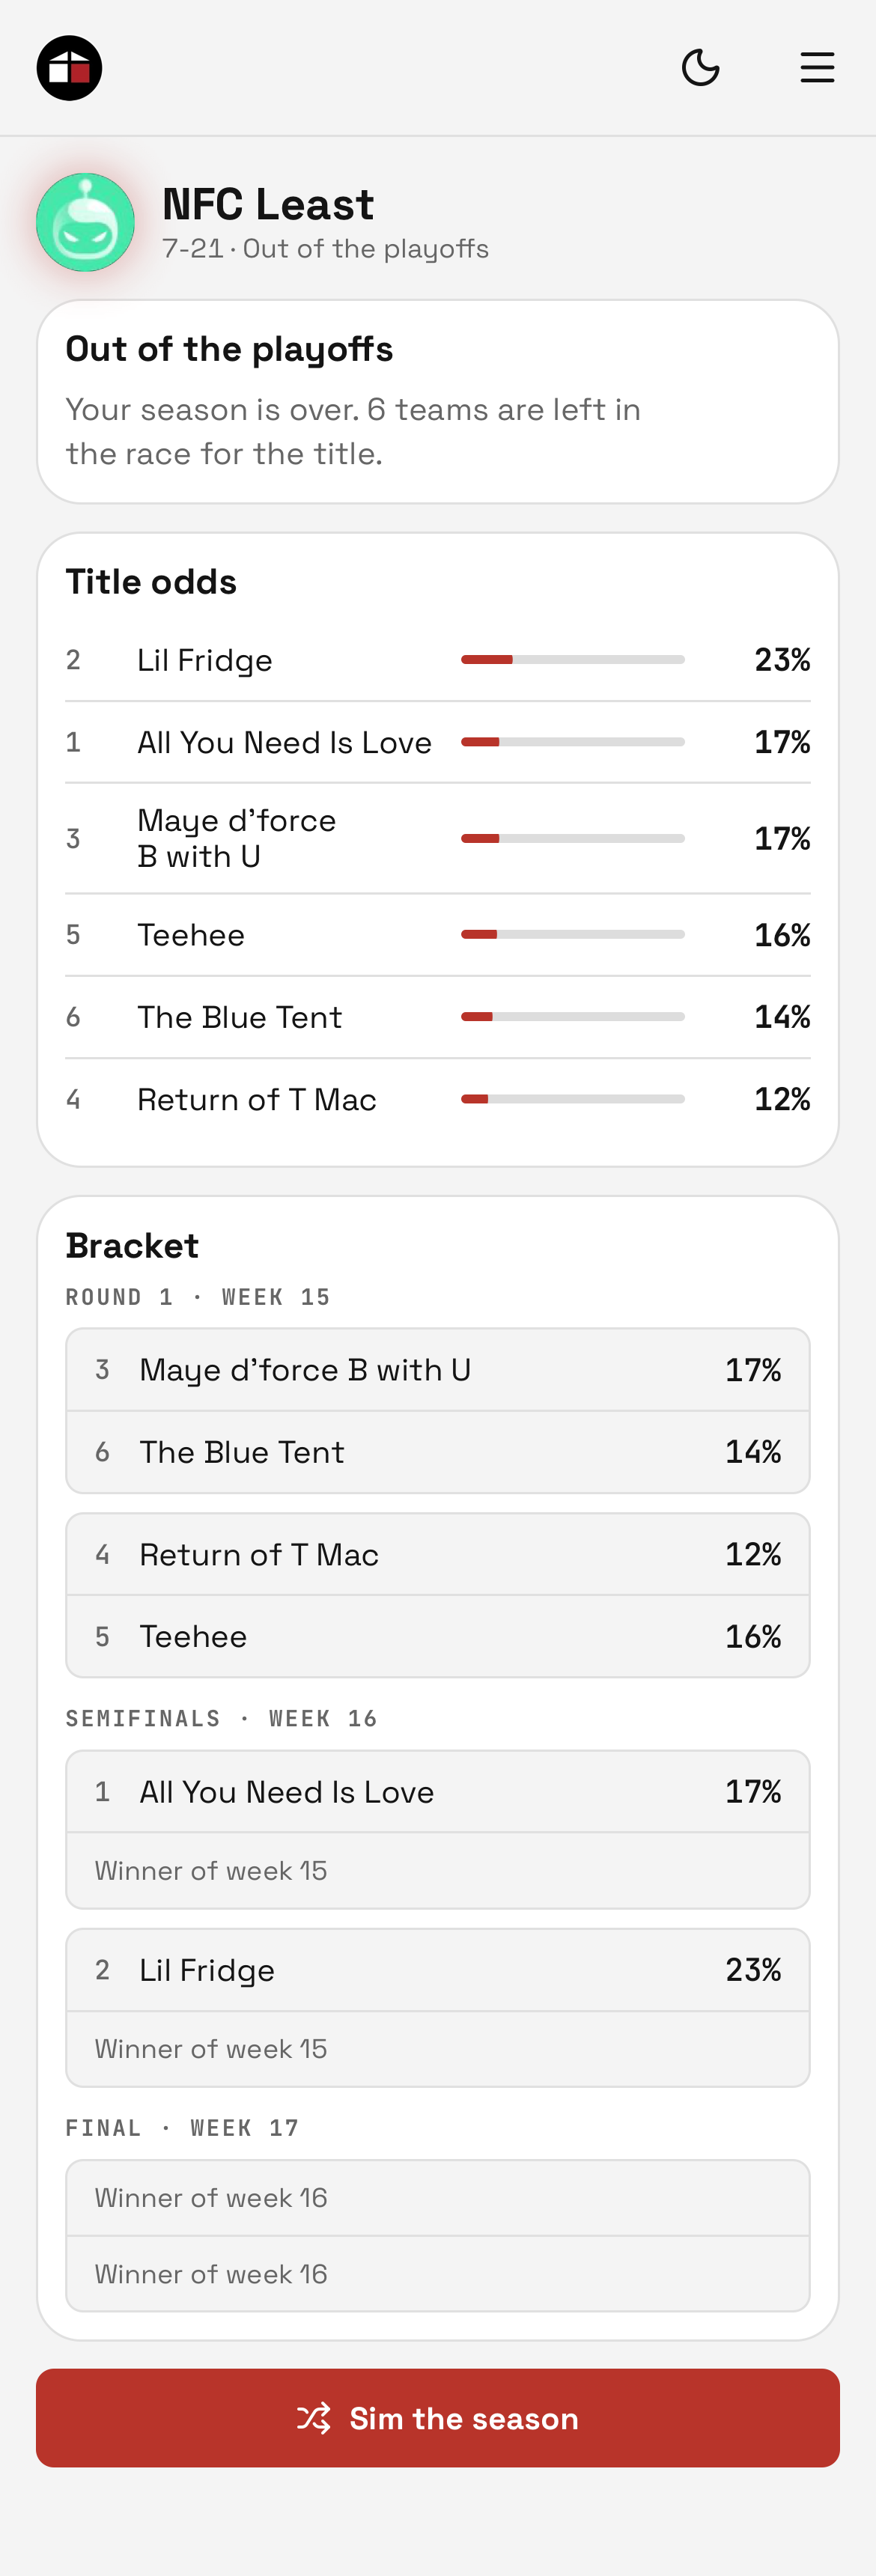 NFC Least
7-21 · Out of the playoffs
Out of the playoffs
Your season is over. 6 teams are left in
the race for the title.
Title odds
2 Lil Fridge 23%
1 All You Need Is Love 17%
3 Maye d’force
B with U 17%
5 Teehee 16%
6 The Blue Tent 14%
4 Return of T Mac 12%
Bracket
ROUND 1 · WEEK 15
3 Maye d’force B with U 17%
6 The Blue Tent 14%
4 Return of T Mac 12%
5 Teehee 16%
SEMIFINALS · WEEK 16
1 All You Need Is Love 17%
Winner of week 15
2 Lil Fridge 23%
Winner of week 15
FINAL · WEEK 17
Winner of week 16
Winner of week 16
Sim the season